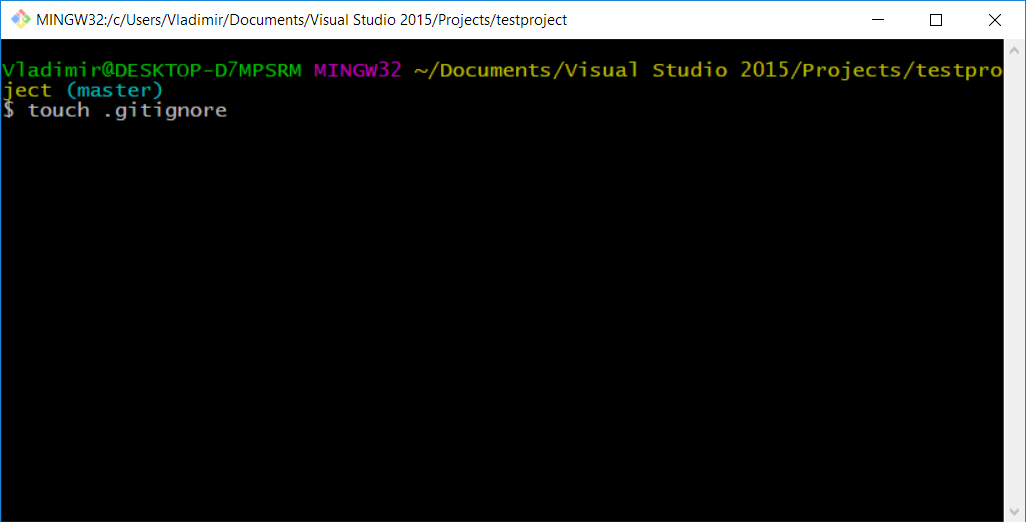 MINGW32:/c/Users/Vladimir/Documents/Visual Studio 2015/Projects/testproject
Vladimir@DESKTOP-D7MPSRM MINGW32 ~/Documents/Visual Studio 2015/Projects/testpro
ject (master)
$ touch .gitignore